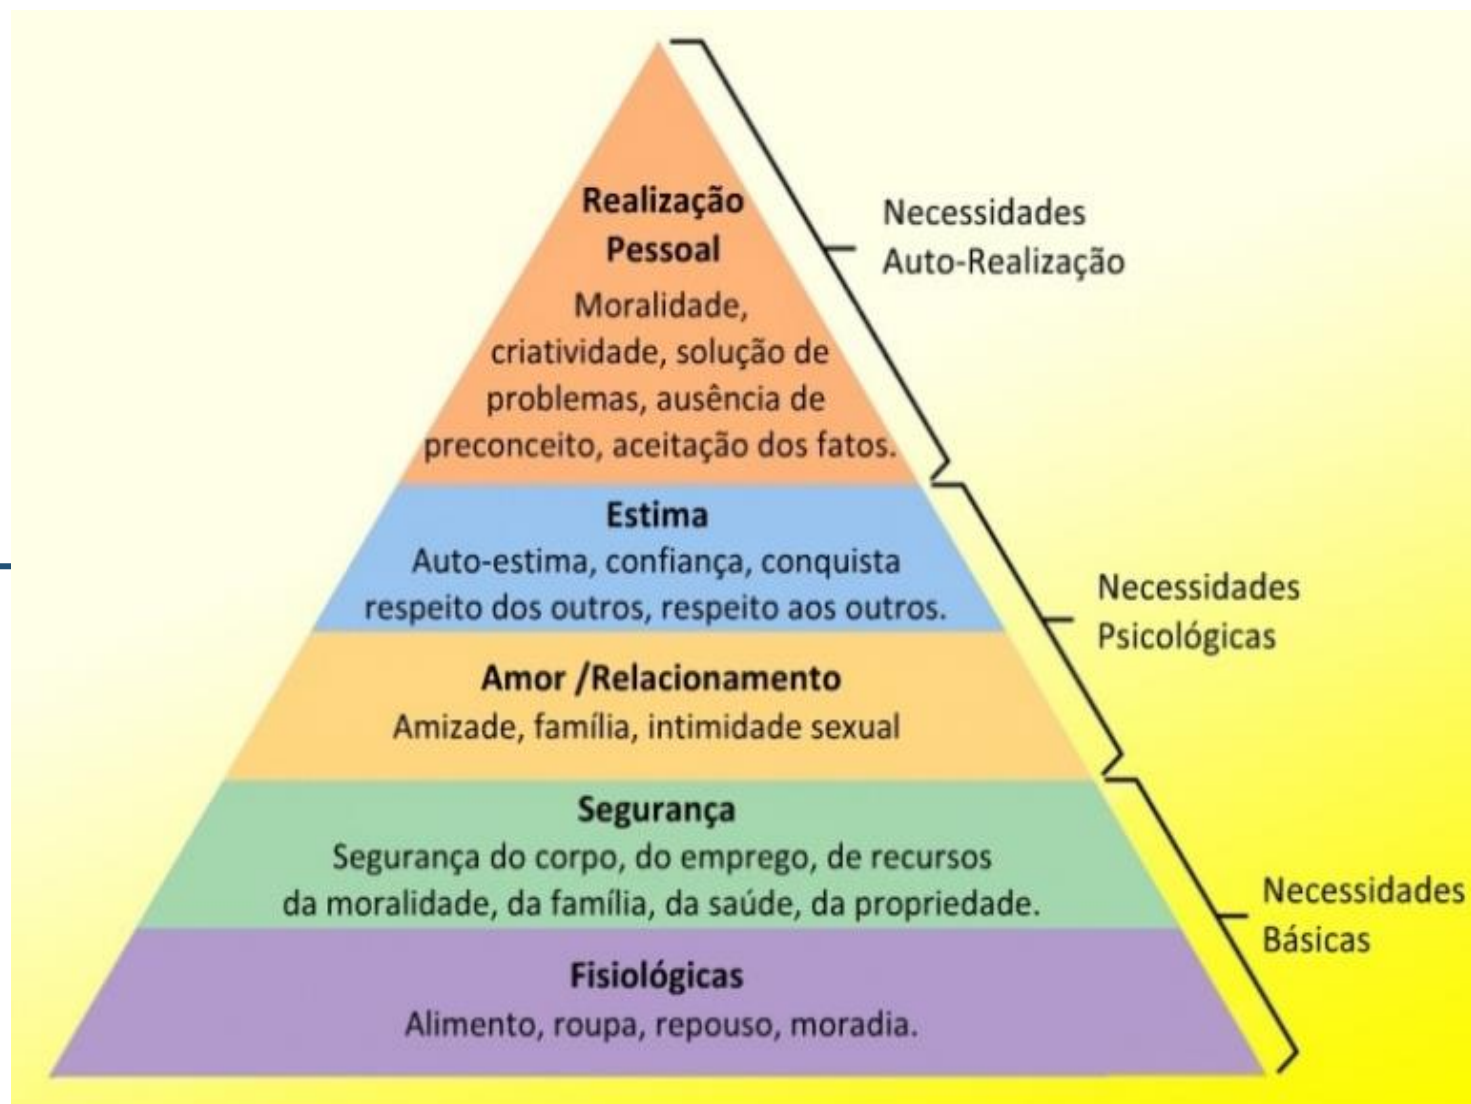 Realização
Pessoal
Moralidade,
criatividade, solução de
problemas, ausência de
preconceito, aceitação dos fatos.
Necessidades
Auto-Realização
Estima
Auto-estima, confiança, conquista
respeito dos outros, respeito aos outros.
Necessidades
Psicológicas
Amor /Relacionamento
Amizade, família, intimidade sexual
Segurança
Segurança do corpo, do emprego, de recursos
da moralidade, da família, da saúde, da propriedade.
Necessidades
Básicas
Fisiológicas
Alimento, roupa, repouso, moradia.